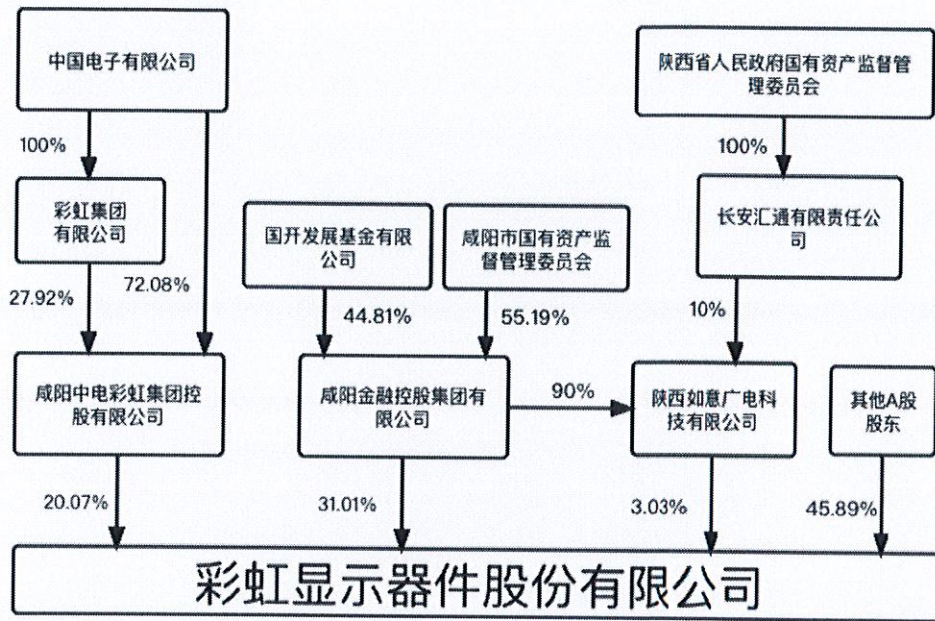 中国电子有限公司
陕西省人民政府国有资产监督管
理委员会
100%
100%
彩虹集团
有限公司
国开发展基金有限
公司
咸阳市国有资产监
督管理委员会
长安汇通有限责任公
司
27.92%
72.08%
44.81%
55.19%
10%
咸阳中电彩虹集团控
股有限公司
咸阳金融控股集团有
限公司
90%
陕西如意广电科
技有限公司
其他A股
股东
20.07%
31.01%
3.03%
45.89%
彩虹显示器件股份有限公司